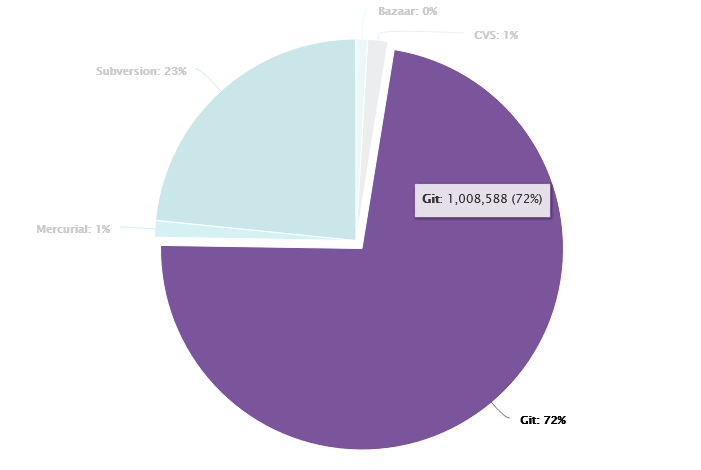 Bazaar: 0%
CVS: 1%
Subversion: 23%
Git: 1,008,588 (72%)
Mercurial: 1%
Git: 72%